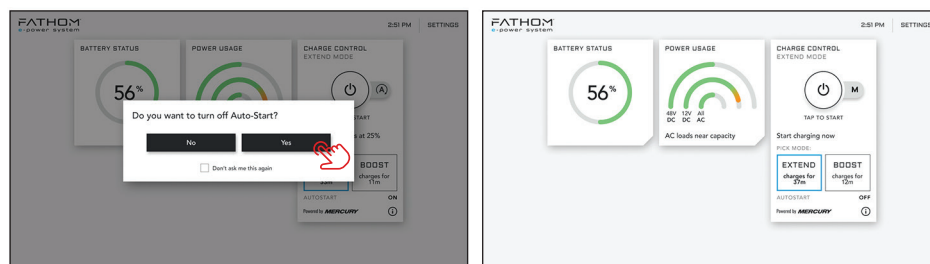 FATHOM
e-power system
2:51 PM
SETTINGS
BATTERY STATUS
56%
POWER USAGE
CHARGE CONTROL
EXTEND MODE
A
START
s at 25%
Do you want to turn off Auto-Start?
No
Yes
Don't ask me this again
BOOST
charges for
11m
AUTOSTART
ON
Powered by MERCURY
FATHOM
e-power system
2:51 PM
SETTINGS
BATTERY STATUS
56%
POWER USAGE
48V 12V All
DC DC AC
AC loads near capacity
CHARGE CONTROL
EXTEND MODE
M
TAP TO START
Start charging now
PICK MODE:
EXTEND
charges for
37m
BOOST
charges for
12m
AUTOSTART
OFF
Powered by MERCURY